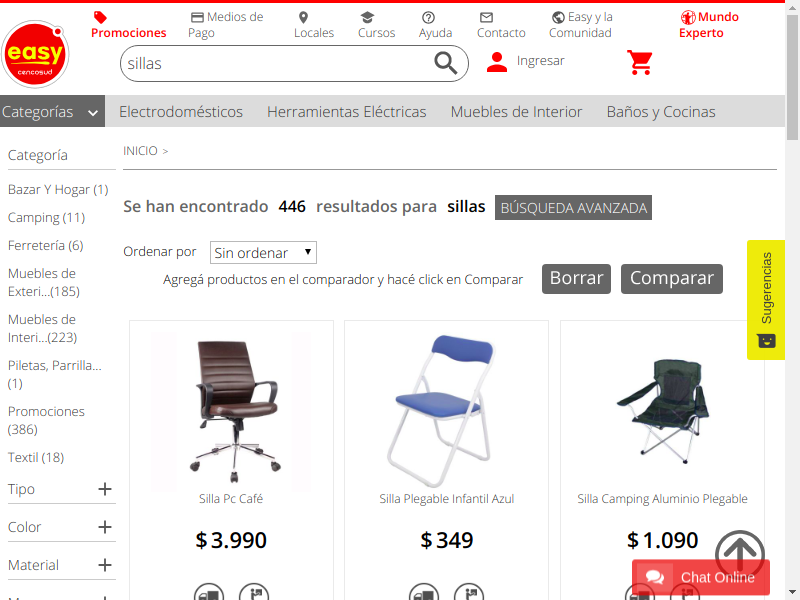 Promociones
Medios de Pago
Locales
Cursos
Ayuda
Contacto
Easy y la Comunidad
Mundo Experto
easy
cencosud
sillas
Ingresar
Categorías
Electrodomésticos
Herramientas Eléctricas
Muebles de Interior
Baños y Cocinas
Categoría
Bazar Y Hogar (1)
Camping (11)
Ferretería (6)
Muebles de
Exteri...(185)
Muebles de
Interi...(223)
Piletas, Parrilla...
(1)
Promociones
(386)
Textil (18)
Tipo
Color
Material
INICIO >
Se han encontrado 446 resultados para sillas
BÚSQUEDA AVANZADA
Ordenar por
Sin ordenar
Agregá productos en el comparador y hacé click en Comparar
Borrar
Comparar
Sugerencias
Silla Pc Café
$ 3.990
Silla Plegable Infantil Azul
$ 349
Silla Camping Aluminio Plegable
$ 1.090
Chat Online